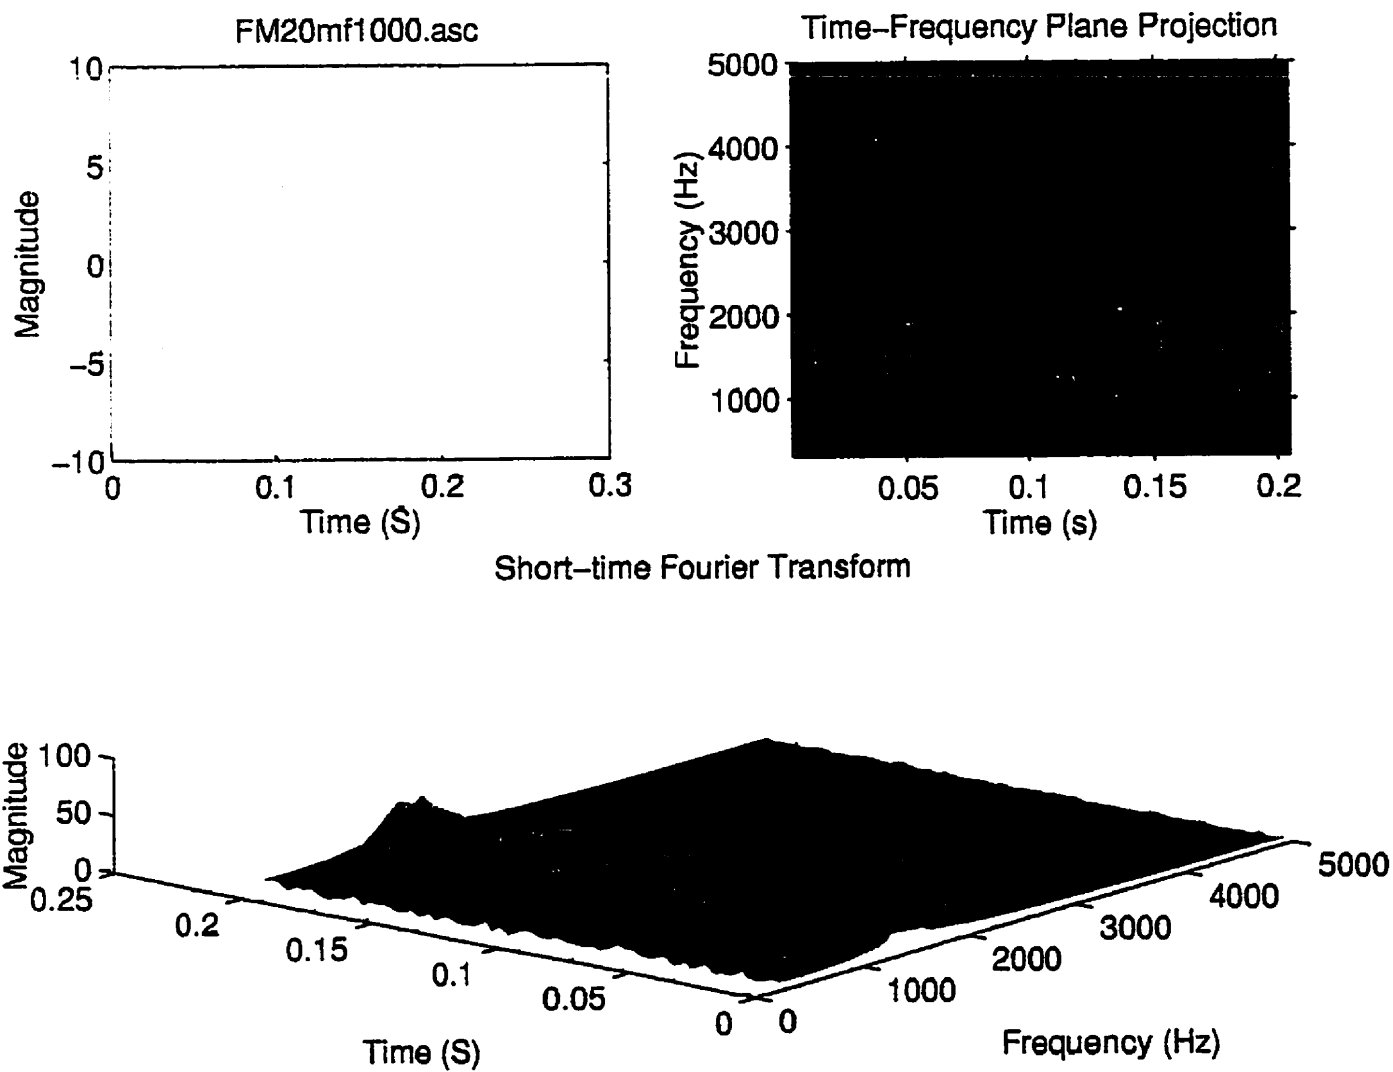 FM20mf1000.asc
10
5
0
-5
-10
Magnitude
0 0.1 0.2 0.3
Time (S)
Time-Frequency Plane Projection
5000
4000
3000
2000
1000
Frequency (Hz)
0.05 0.1 0.15 0.2
Time (s)
Short-time Fourier Transform
100
50
0
Magnitude
0.25
0.2
0.15
0.1
0.05
0
Time (S)
0
1000
2000
3000
4000
5000
Frequency (Hz)